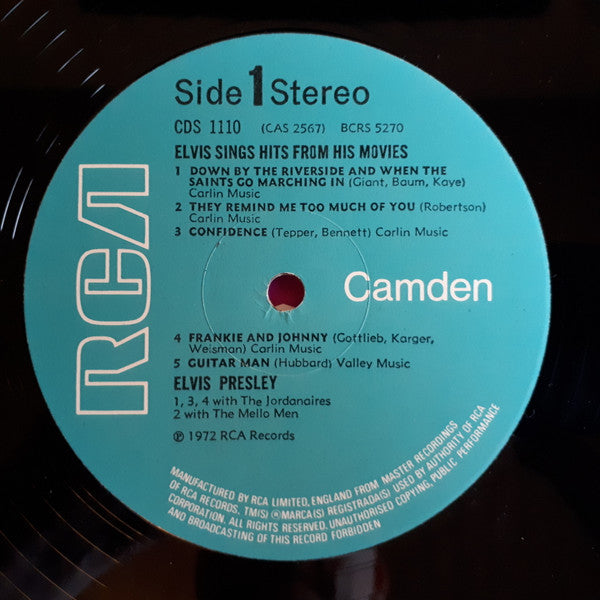 Side 1 Stereo
CDS 1110 (CAS 2567) BCRS 5270
ELVIS SINGS HITS FROM HIS MOVIES
1 DOWN BY THE RIVERSIDE AND WHEN THE
SAINTS GO MARCHING IN (Giant, Baum, Kaye)
Carlin Music
2 THEY REMIND ME TOO MUCH OF YOU (Robertson)
Carlin Music
3 CONFIDENCE (Tepper, Bennett) Carlin Music
RCA
Camden
4 FRANKIE AND JOHNNY (Gottlieb, Karger,
Weisman) Carlin Music
5 GUITAR MAN (Hubbard) Valley Music
ELVIS PRESLEY
1, 3, 4 with The Jordanaires
2 with The Mello Men
℗ 1972 RCA Records
MANUFACTURED BY RCA LIMITED, ENGLAND FROM MASTER RECORDINGS
OF RCA RECORDS. TM(S) ® MARCA(S) REGISTRADA(S) USED BY AUTHORITY OF RCA
CORPORATION. ALL RIGHTS RESERVED. UNAUTHORISED COPYING, PUBLIC PERFORMANCE
AND BROADCASTING OF THIS RECORD FORBIDDEN